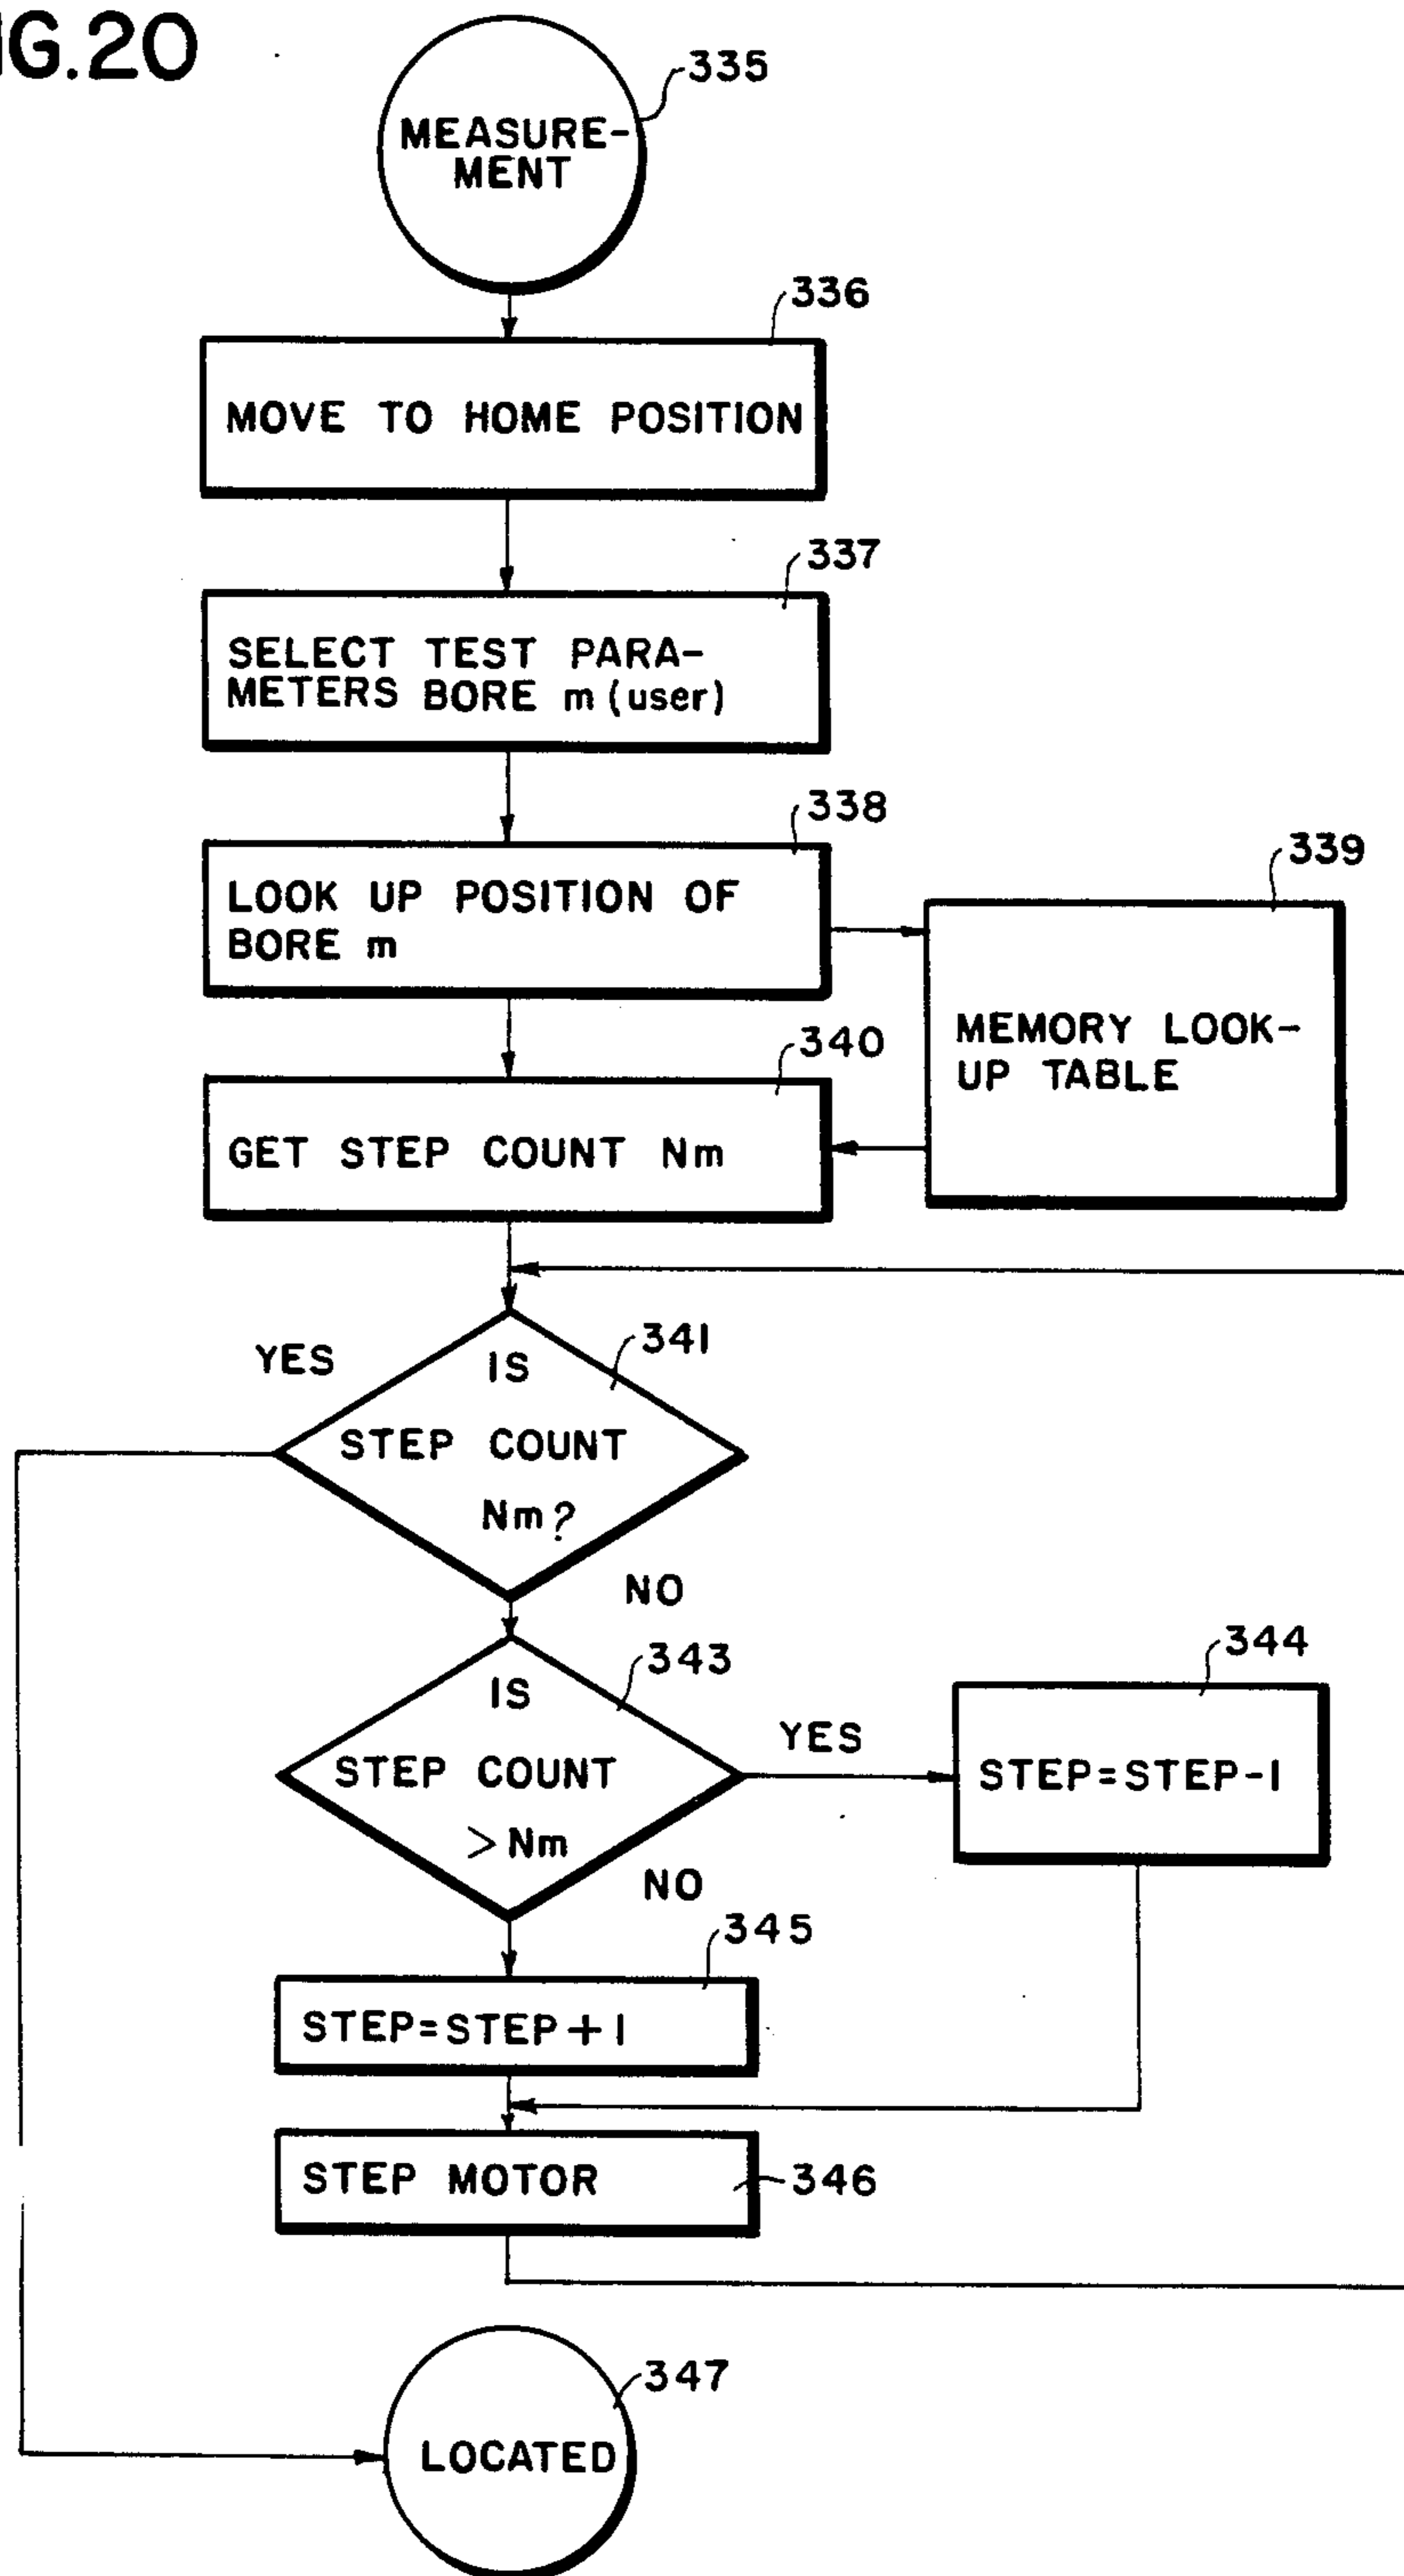 IG.20
335
MEASURE-
MENT
336
MOVE TO HOME POSITION
337
SELECT TEST PARA-
METERS BORE m (user)
338
LOOK UP POSITION OF
BORE m
339
MEMORY LOOK-
UP TABLE
340
GET STEP COUNT Nm
341
YES
IS
STEP COUNT
Nm?
NO
343
IS
STEP COUNT
> Nm
YES
NO
344
STEP=STEP-1
345
STEP=STEP+1
STEP MOTOR
346
347
LOCATED